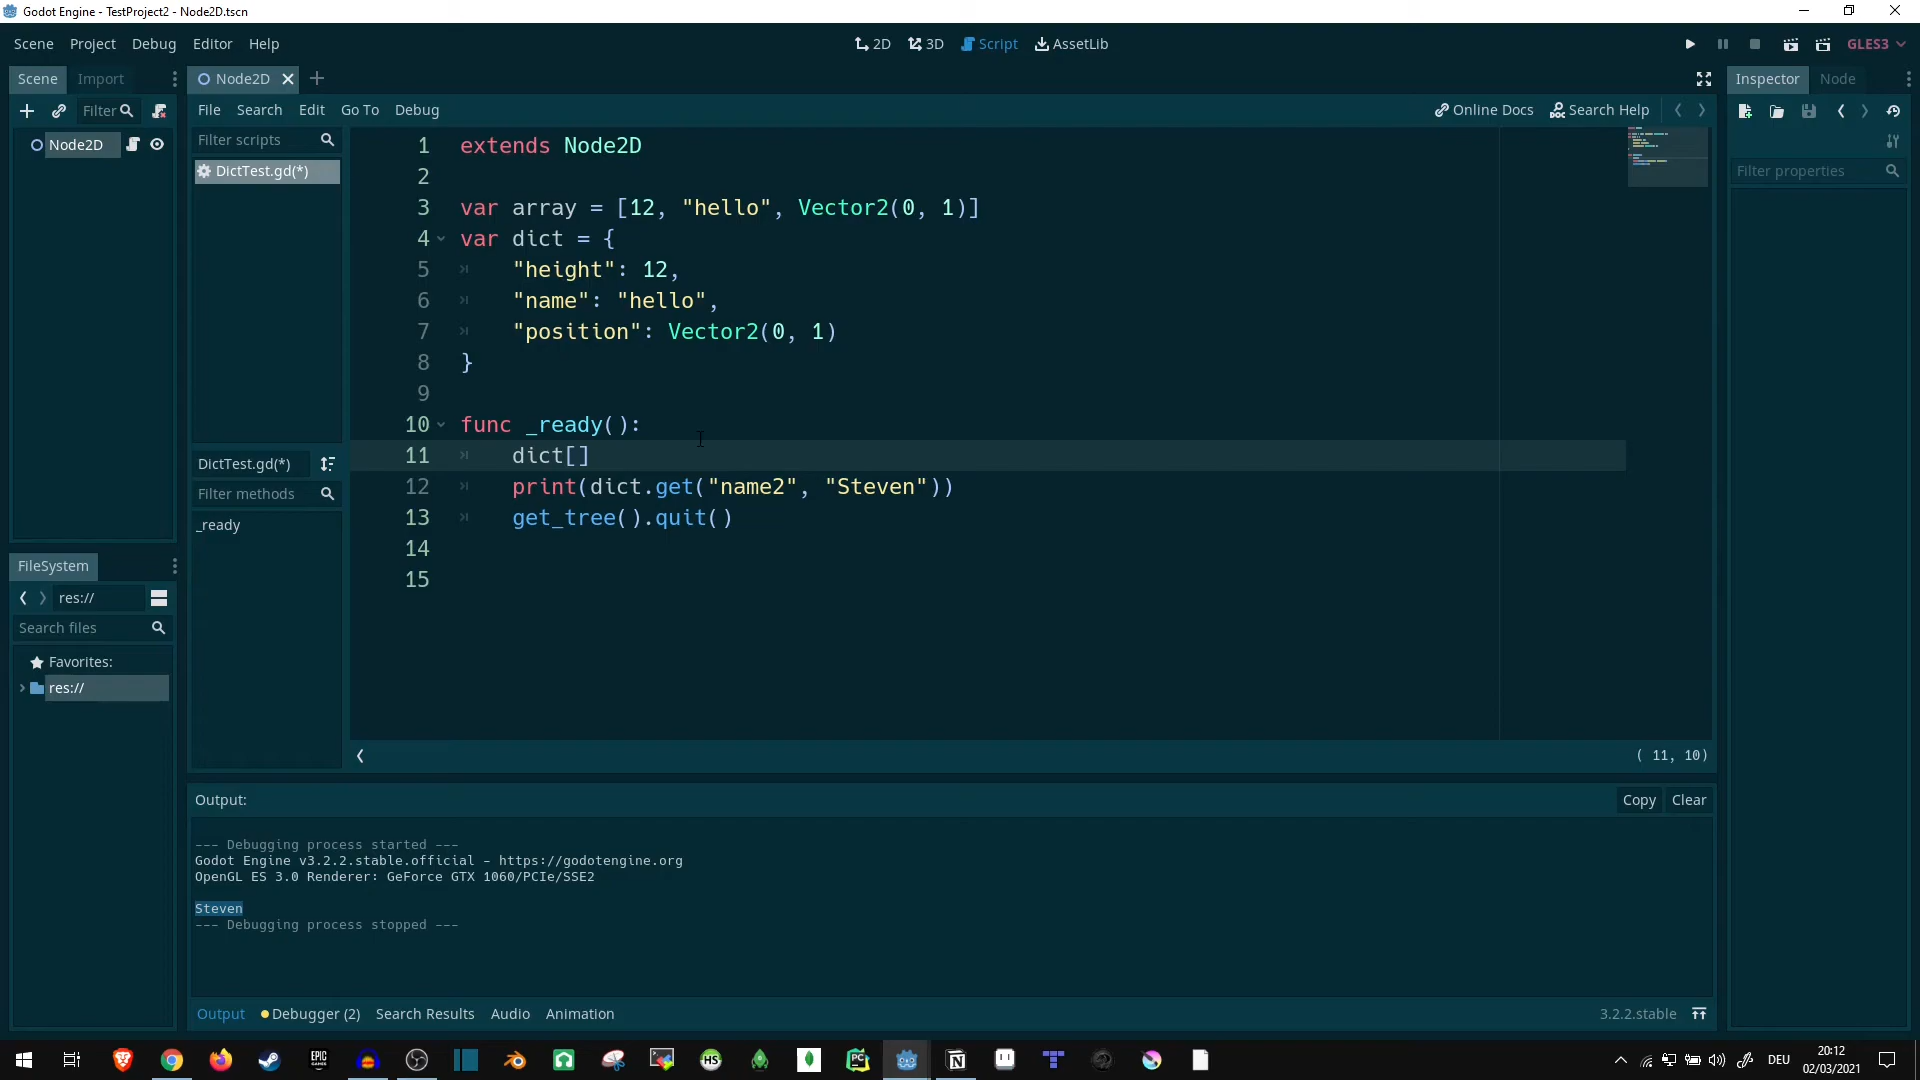 Godot Engine - TestProject2 - Node2D.tscn
Scene Project Debug Editor Help
2D 3D Script AssetLib
GLES3
Scene Import
Node2D
Inspector Node
Filter
File Search Edit Go To Debug
Online Docs Search Help
Node2D
Filter scripts
DictTest.gd(*)
Filter properties
1 extends Node2D
2
3 var array = [12, "hello", Vector2(0, 1)]
4 var dict = {
5 "height": 12,
6 "name": "hello",
7 "position": Vector2(0, 1)
8 }
9
10 func _ready():
11 dict[]
12 print(dict.get("name2", "Steven"))
13 get_tree().quit()
14
15
DictTest.gd(*)
Filter methods
_ready
FileSystem
res://
Search files
Favorites:
res://
( 11, 10)
Output:
Copy Clear
--- Debugging process started ---
Godot Engine v3.2.2.stable.official - https://godotengine.org
OpenGL ES 3.0 Renderer: GeForce GTX 1060/PCIe/SSE2
Steven
--- Debugging process stopped ---
Output Debugger (2) Search Results Audio Animation
3.2.2.stable
EPIC GAMES
HS
PC
DEU
20:12
02/03/2021